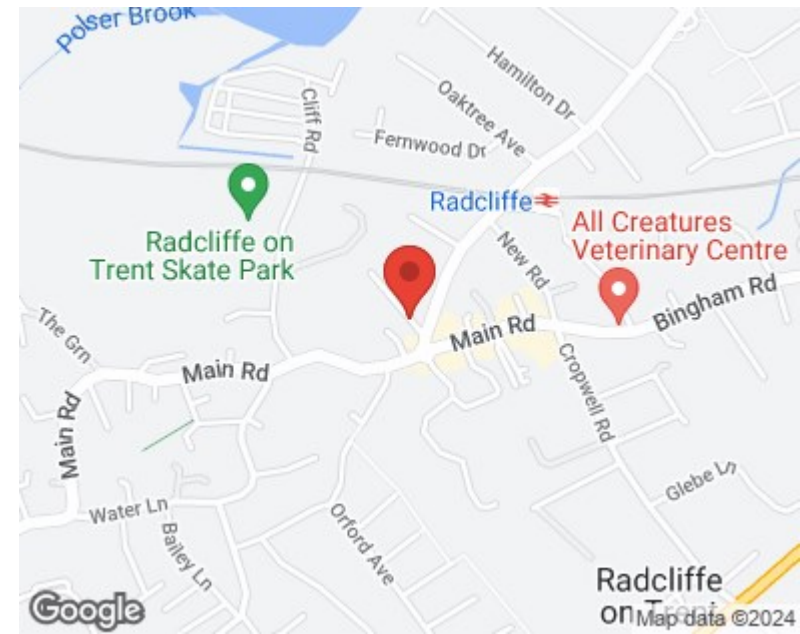 Polser Brook
Hamilton Dr
Oaktree Ave
Cliff Rd
Fernwood Dr
Radcliffe
All Creatures
Veterinary Centre
Radcliffe on
Trent Skate Park
New Rd
Bingham Rd
The Grn
Main Rd
Main Rd
Main Rd
Cropwell Rd
Glebe Ln
Water Ln
Bailey Ln
Orford Ave
Radcliffe
on Trent
Google
Map data ©2024